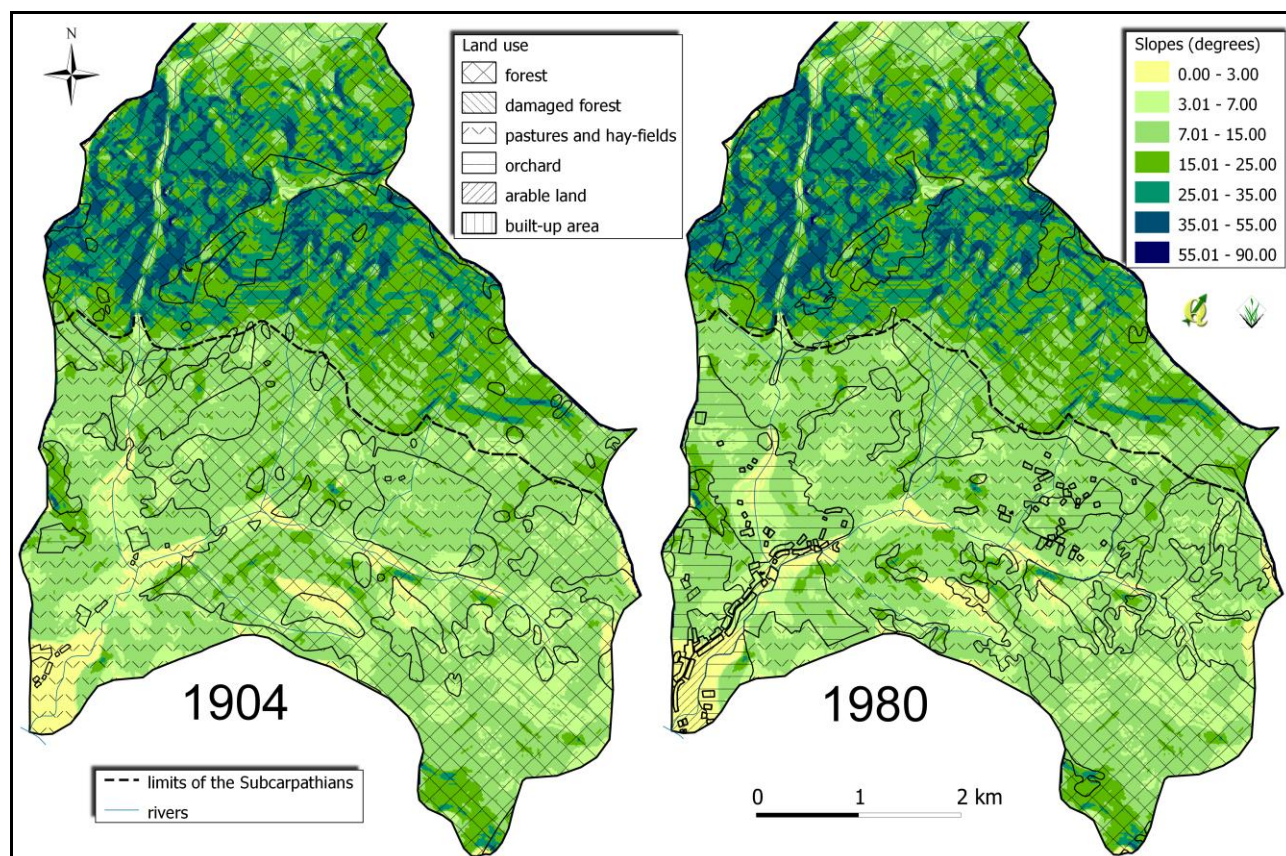 N
Land use
forest
damaged forest
pastures and hay-fields
orchard
arable land
built-up area
Slopes (degrees)
0.00 - 3.00
3.01 - 7.00
7.01 - 15.00
15.01 - 25.00
25.01 - 35.00
35.01 - 55.00
55.01 - 90.00
1904
1980
limits of the Subcarpathians
rivers
0 1 2 km